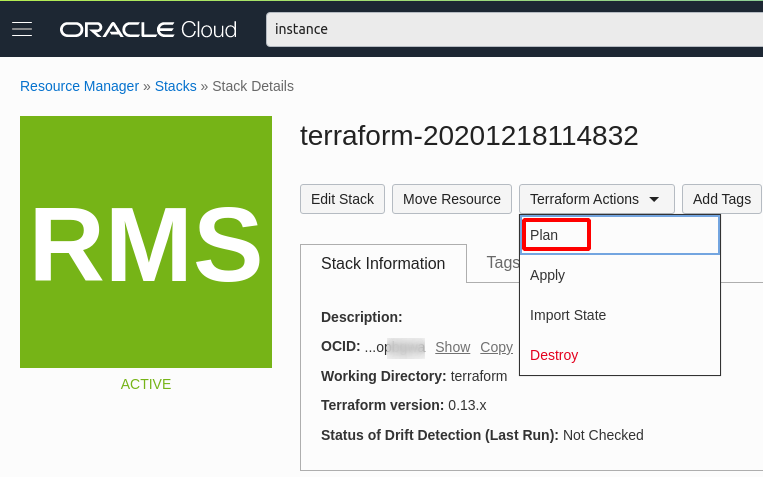 ORACLE Cloud
instance
Resource Manager » Stacks » Stack Details
RMS
ACTIVE
terraform-20201218114832
Edit Stack
Move Resource
Terraform Actions
Add Tags
Plan
Apply
Import State
Destroy
Stack Information
Tags
Description:
OCID: Show Copy
Working Directory: terraform
Terraform version: 0.13.x
Status of Drift Detection (Last Run): Not Checked